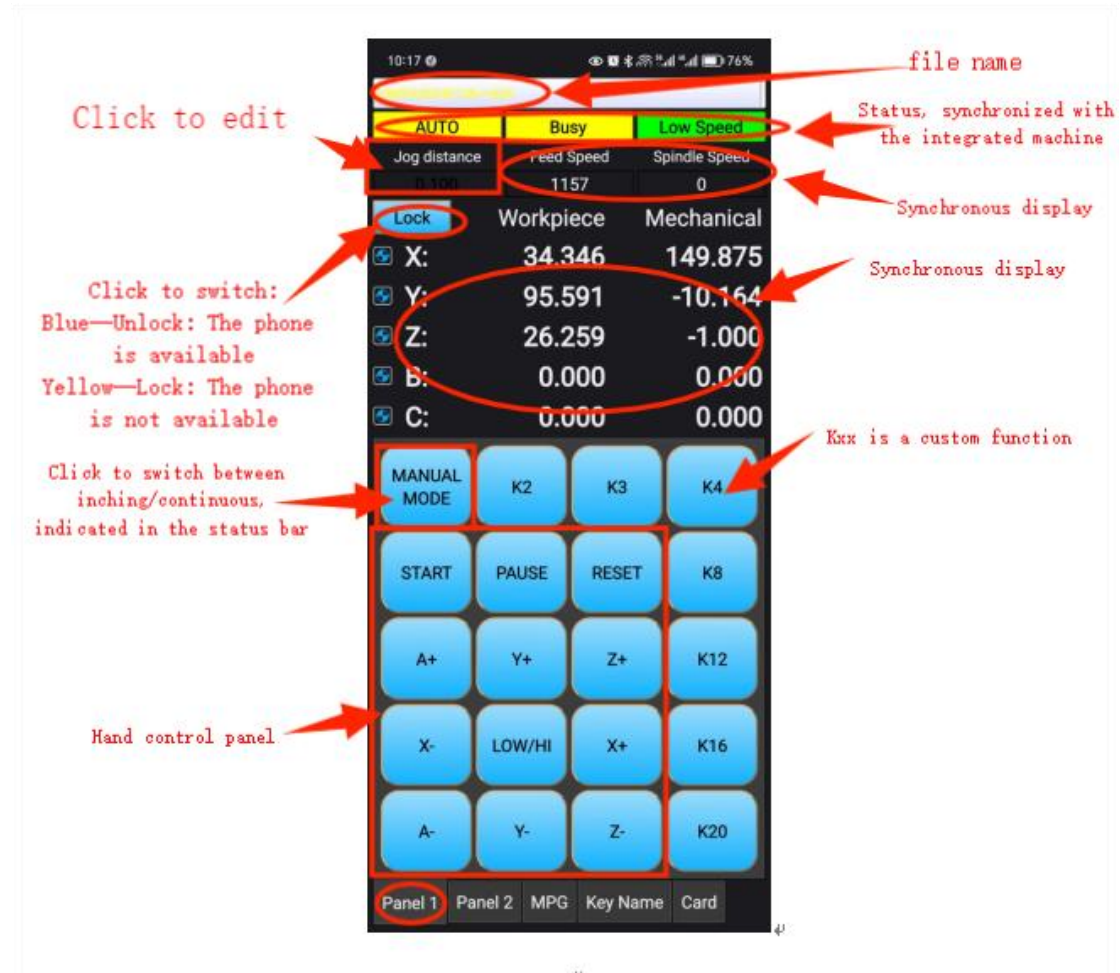 10:17 76%
file name
Click to edit
Status, synchronized with
the integrated machine
AUTO Busy Low Speed
Jog distance Feed Speed Spindle Speed
0.100 1157 0
Synchronous display
Lock Workpiece Mechanical
X: 34.346 149.875
Y: 95.591 -10.164
Z: 26.259 -1.000
B: 0.000 0.000
C: 0.000 0.000
Synchronous display
Click to switch:
Blue—Unlock: The phone
is available
Yellow—Lock: The phone
is not available
Kxx is a custom function
Click to switch between
inching/continuous,
indicated in the status bar
MANUAL
MODE K2 K3 K4
START PAUSE RESET K8
A+ Y+ Z+ K12
Hand control panel
X- LOW/HI X+ K16
A- Y- Z- K20
Panel 1 Panel 2 MPG Key Name Card